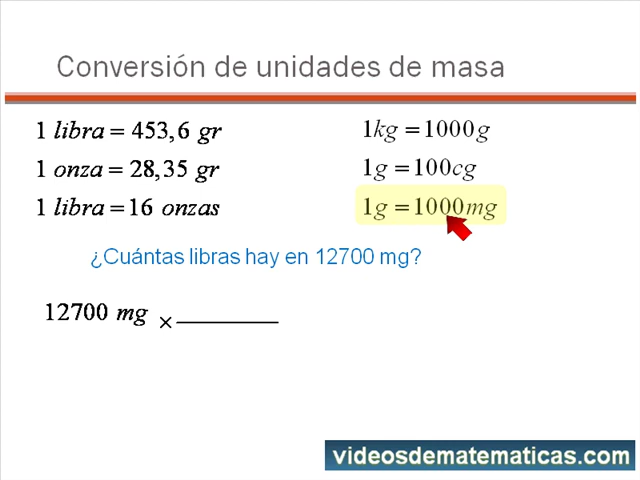 Conversión de unidades de masa
1 libra = 453,6 gr
1 onza = 28,35 gr
1 libra = 16 onzas
1kg = 1000g
1g = 100cg
1g = 1000mg
¿Cuántas libras hay en 12700 mg?
12700 mg × ________
videosdematematicas.com